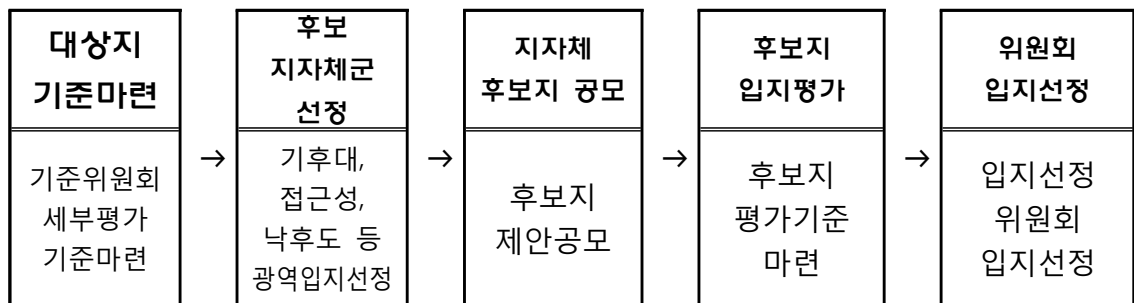 대상지
기준마련
기준위원회
세부평가
기준마련
→
후보
지자체군
선정
기후대,
접근성,
낙후도 등
광역입지선정
→
지자체
후보지 공모
후보지
제안공모
→
후보지
입지평가
후보지
평가기준
마련
→
위원회
입지선정
입지선정
위원회
입지선정